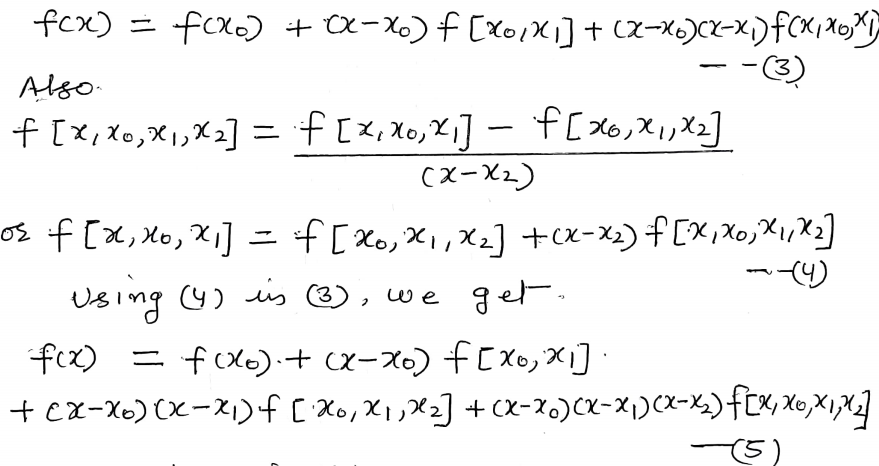 f(x) = f(x₀) + (x-x₀) f [x₀,x₁] + (x-x₀)(x-x₁) f(x,x₀,x₁)
- -(3)
Also.
f [x,x₀,x₁,x₂] = f [x,x₀,x₁] - f [x₀,x₁,x₂]
(x-x₂)
or f [x,x₀,x₁] = f [x₀,x₁,x₂] + (x-x₂) f [x,x₀,x₁,x₂]
- -(4)
Using (4) in (3), we get.
f(x) = f(x₀) + (x-x₀) f [x₀,x₁]
+ (x-x₀)(x-x₁) f [x₀,x₁,x₂] + (x-x₀)(x-x₁)(x-x₂) f[x,x₀,x₁,x₂]
—(5)